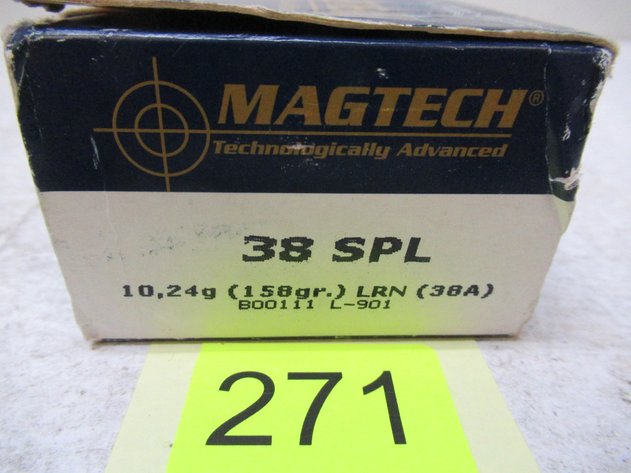 MAGTECH®
Technologically Advanced
38 SPL
10,24g (158gr.) LRN (38A)
B00111 L-901
271